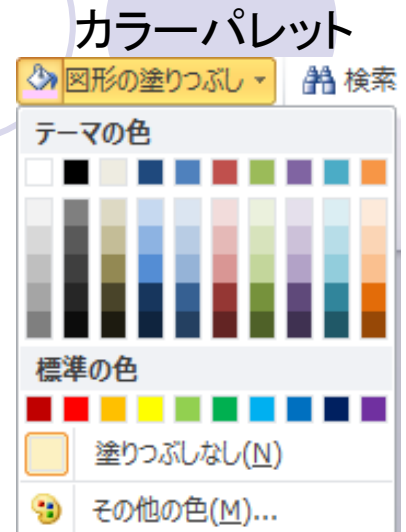 カラーパレット
図形の塗りつぶし 検索
テーマの色
標準の色
塗りつぶしなし(N)
その他の色(M)...